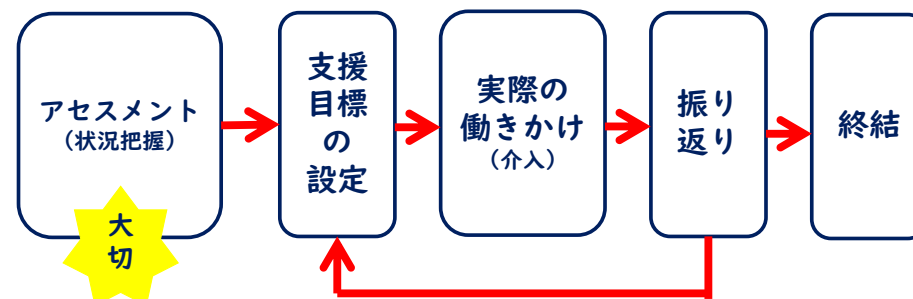 アセスメント
（状況把握）
大
切
支援
目標
の
設定
実際の
働きかけ
（介入）
振り
返り
終結